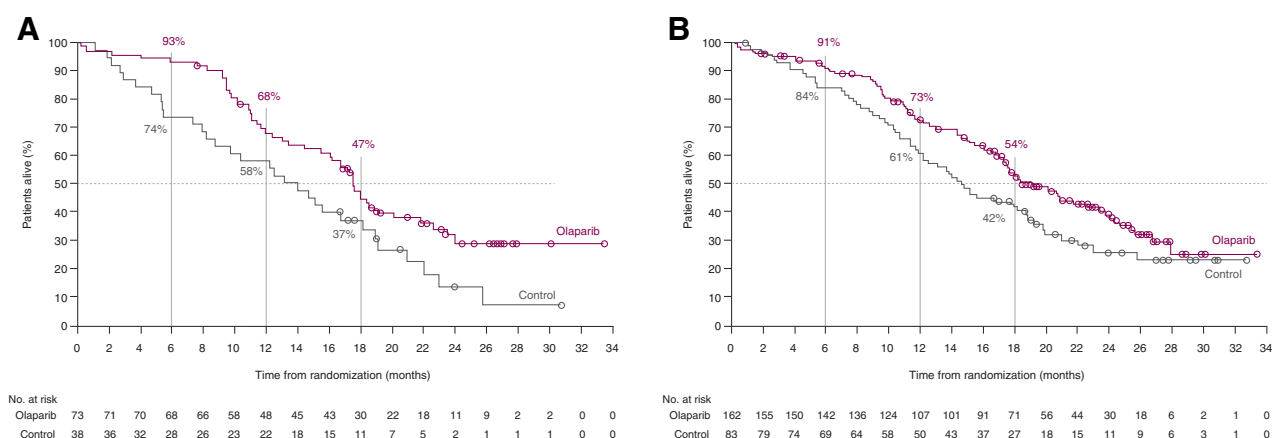 A
B
93%
91%
100
90
80
70
60
50
40
30
20
10
0
Patients alive (%)
68%
47%
74%
58%
37%
Olaparib
Control
0 2 4 6 8 10 12 14 16 18 20 22 24 26 28 30 32 34
Time from randomization (months)
No. at risk
Olaparib 73 71 70 68 66 58 48 45 43 30 22 18 11 9 2 2 0 0
Control 38 36 32 28 26 23 22 18 15 11 7 5 2 1 1 1 0 0
100
90
80
70
60
50
40
30
20
10
0
Patients alive (%)
84%
73%
61%
54%
42%
Olaparib
Control
0 2 4 6 8 10 12 14 16 18 20 22 24 26 28 30 32 34
Time from randomization (months)
No. at risk
Olaparib 162 155 150 142 136 124 107 101 91 71 56 44 30 18 6 2 1 0
Control 83 79 74 69 64 58 50 43 37 27 18 15 11 9 6 3 1 0